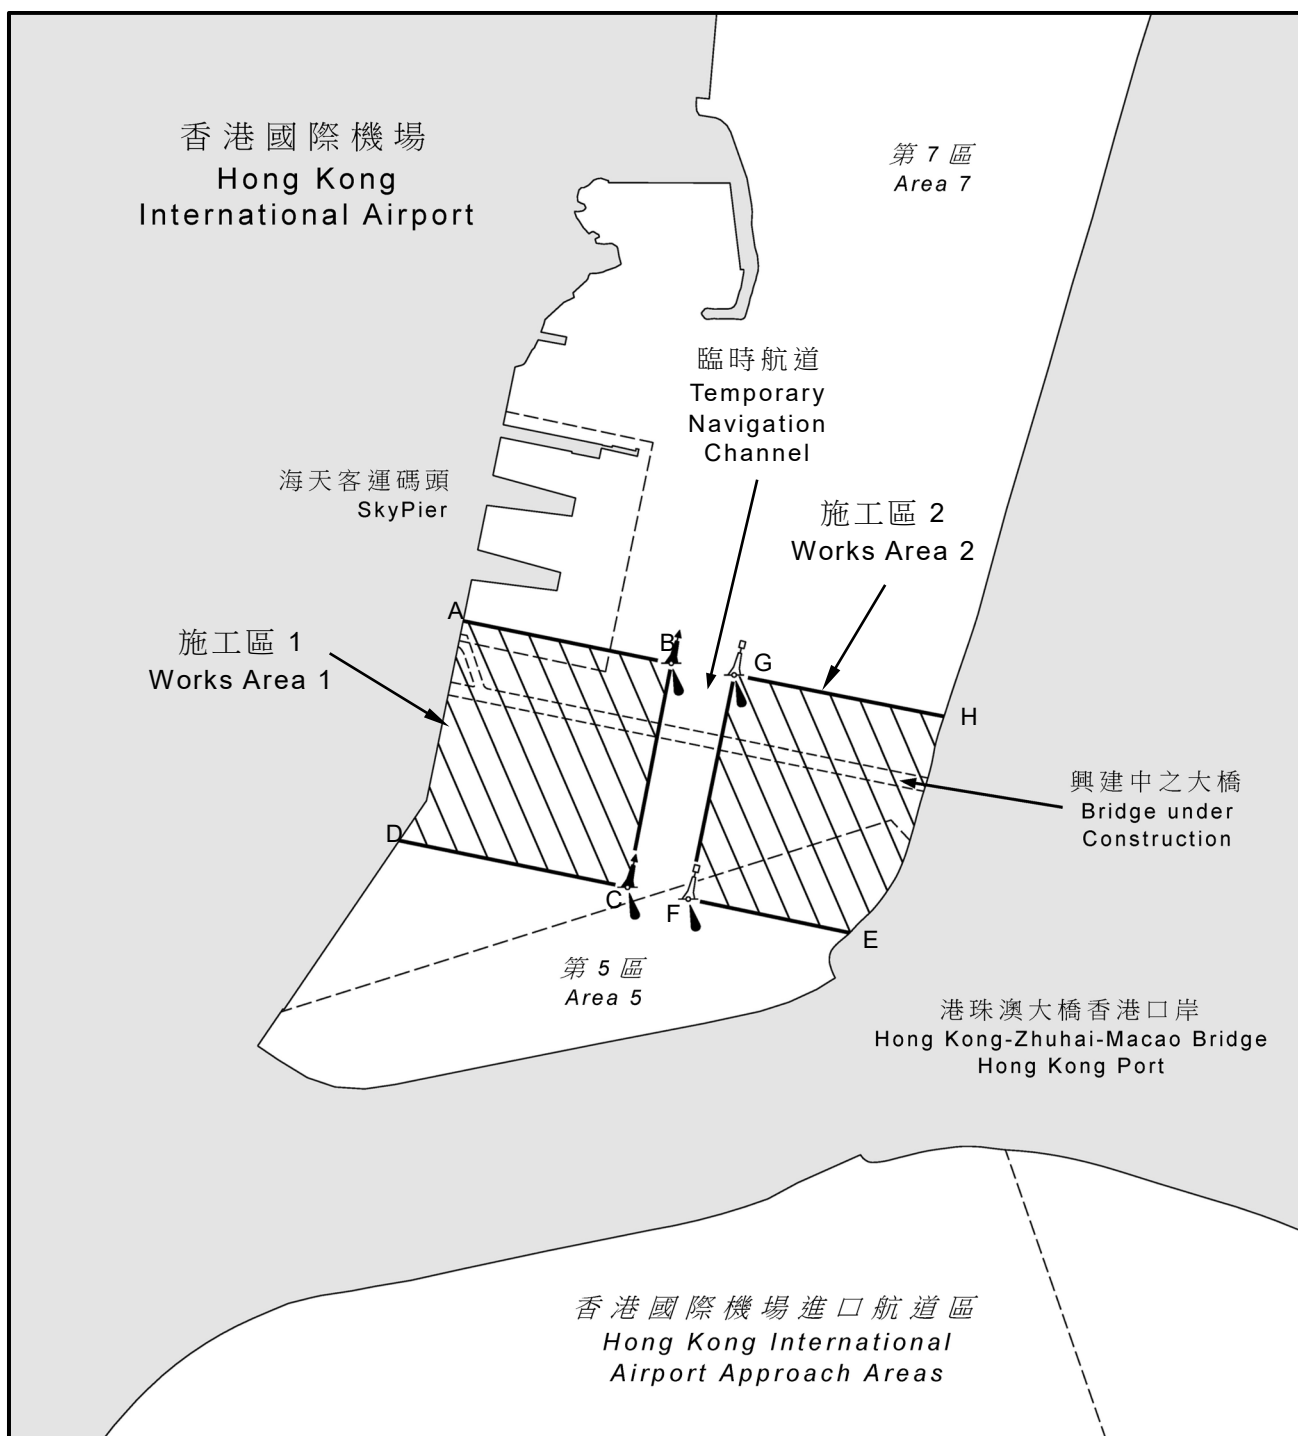 香港國際機場
Hong Kong
International Airport
第 7 區
Area 7
臨時航道
Temporary
Navigation
Channel
海天客運碼頭
SkyPier
施工區 2
Works Area 2
A
B
G
H
施工區 1
Works Area 1
興建中之大橋
Bridge under
Construction
D
C
F
E
第 5 區
Area 5
港珠澳大橋香港口岸
Hong Kong-Zhuhai-Macao Bridge
Hong Kong Port
香港國際機場進口航道區
Hong Kong International
Airport Approach Areas